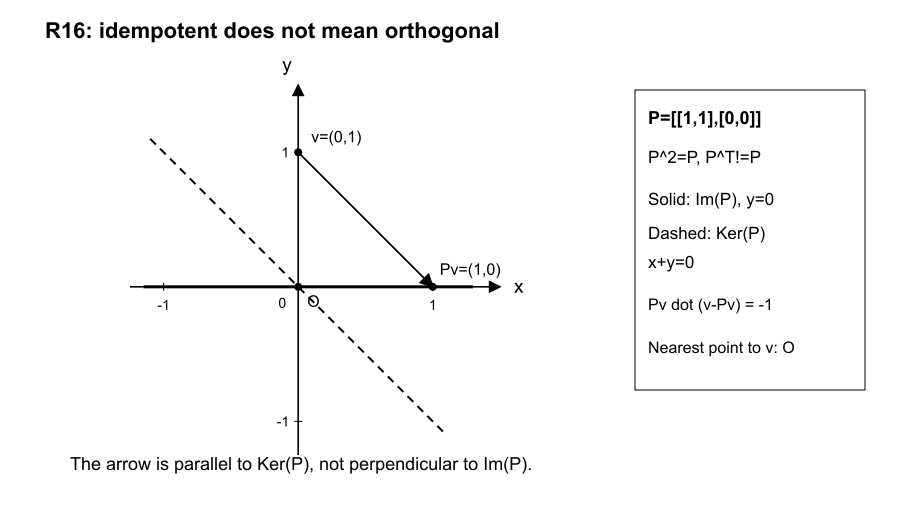 R16: idempotent does not mean orthogonal
y
v=(0,1)
1
Pv=(1,0)
x
-1
0
O
1
-1
The arrow is parallel to Ker(P), not perpendicular to Im(P).
P=[[1,1],[0,0]]
P^2=P, P^T!=P
Solid: Im(P), y=0
Dashed: Ker(P)
x+y=0
Pv dot (v-Pv) = -1
Nearest point to v: O